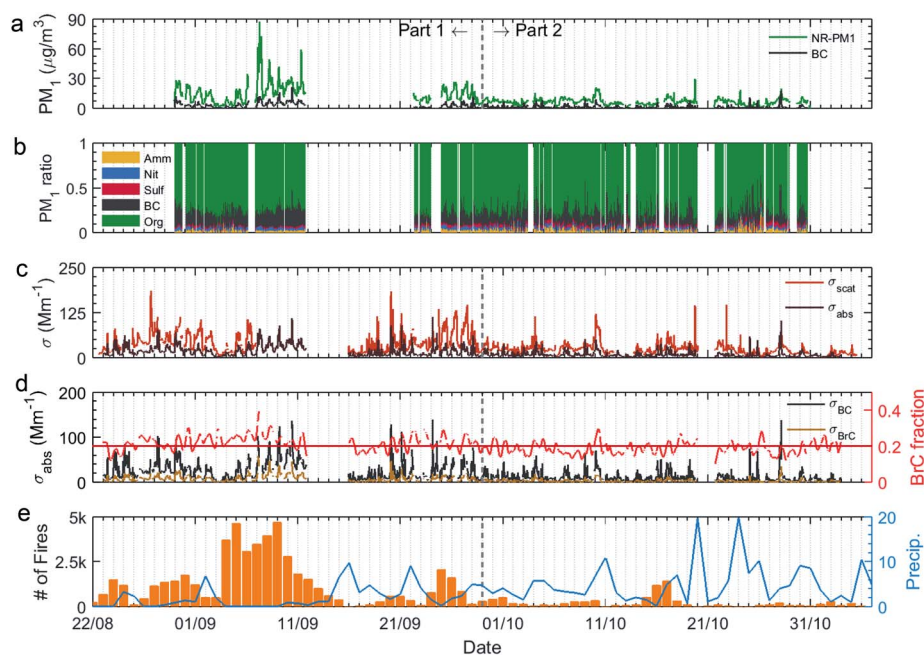 a
PM₁ (μg/m³)
90
60
30
0
Part 1 ←
→ Part 2
NR-PM1
BC
b
PM₁ ratio
1
0.5
0
Amm
Nit
Sulf
BC
Org
c
σ (Mm⁻¹)
250
125
0
σscat
σabs
d
σabs (Mm⁻¹)
200
100
0
σBC
σBrC
0.4
0.2
0
BrC fraction
e
# of Fires
5k
2.5k
0
20
10
0
Precip.
22/08 01/09 11/09 21/09 01/10 11/10 21/10 31/10
Date